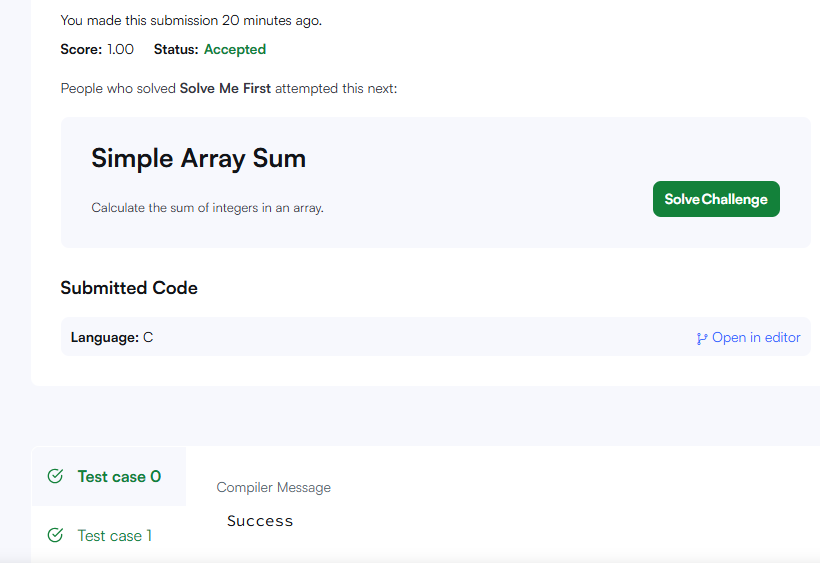 You made this submission 20 minutes ago.
Score: 1.00 Status: Accepted
People who solved Solve Me First attempted this next:
Simple Array Sum
Calculate the sum of integers in an array.
Solve Challenge
Submitted Code
Language: C
Open in editor
Test case 0
Compiler Message
Success
Test case 1